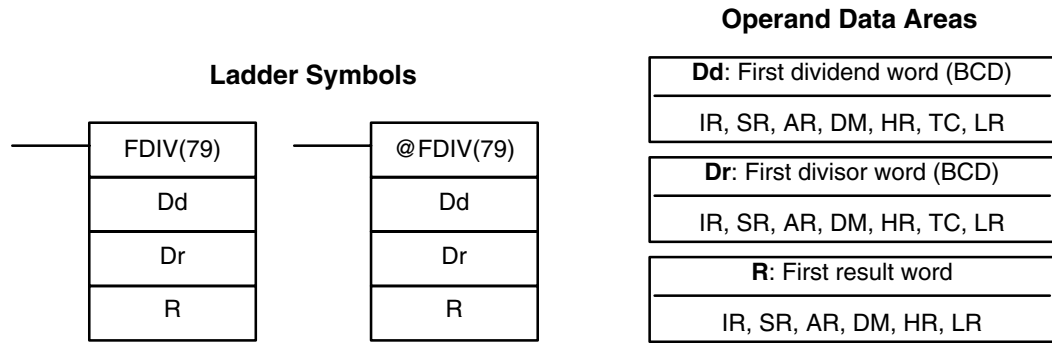 Ladder Symbols
FDIV(79)
Dd
Dr
R
@FDIV(79)
Dd
Dr
R
Operand Data Areas
Dd: First dividend word (BCD)
IR, SR, AR, DM, HR, TC, LR
Dr: First divisor word (BCD)
IR, SR, AR, DM, HR, TC, LR
R: First result word
IR, SR, AR, DM, HR, LR